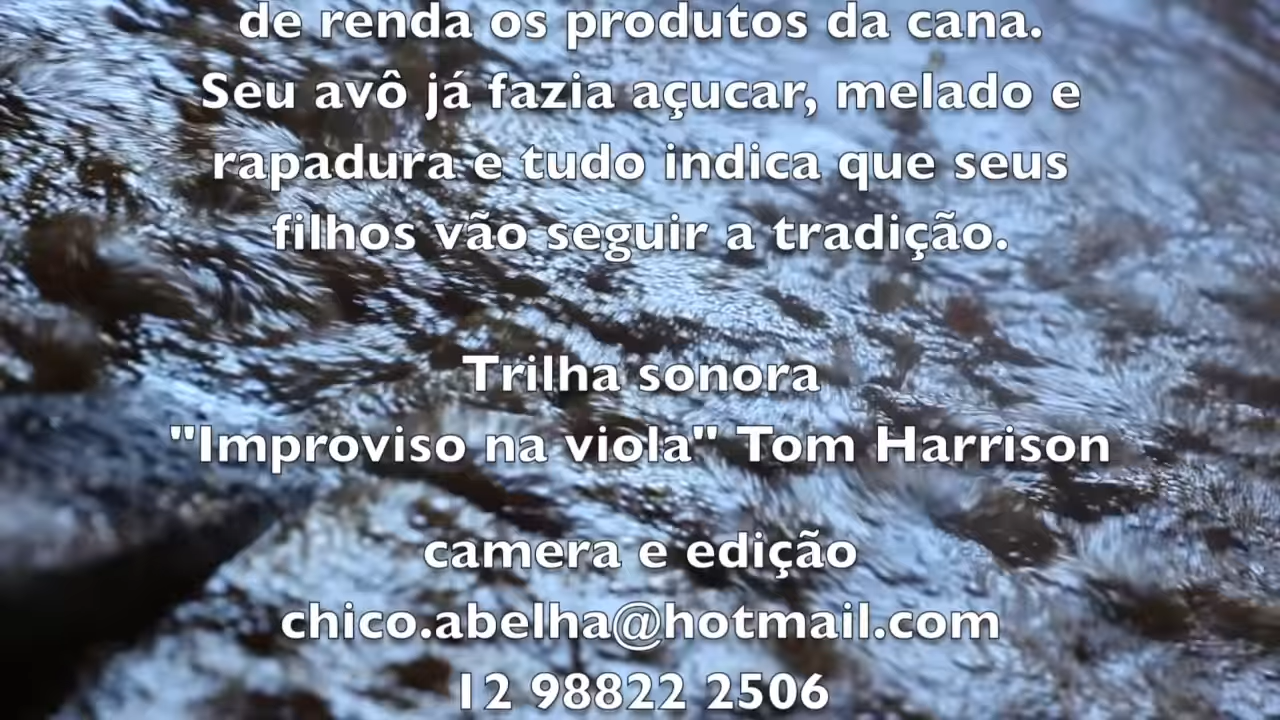 de renda os produtos da cana.
Seu avô já fazia açucar, melado e
rapadura e tudo indica que seus
filhos vão seguir a tradição.
Trilha sonora
"Improviso na viola" Tom Harrison
camera e edição
chico.abelha@hotmail.com
12 98822 2506